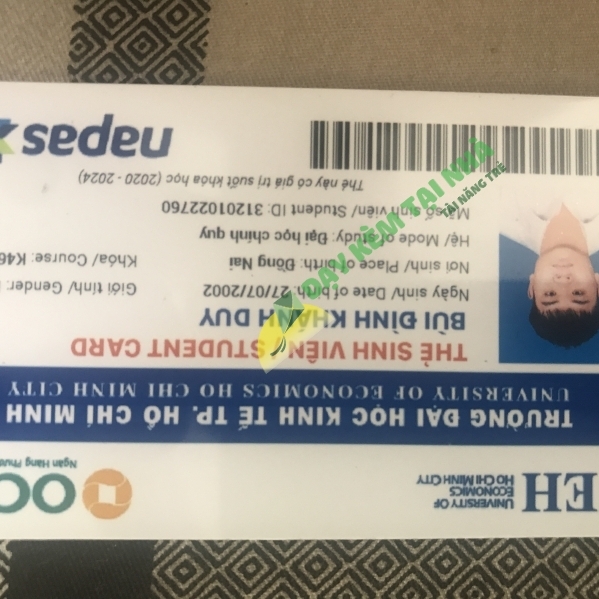 UEH UNIVERSITY OF ECONOMICS HO CHI MINH CITY
OC
Ngân Hàng Phươ
TRƯỜNG ĐẠI HỌC KINH TẾ TP. HỒ CHÍ MINH
UNIVERSITY OF ECONOMICS HO CHI MINH CITY
THẺ SINH VIÊN/ STUDENT CARD
BÙI ĐÌNH KHÁNH DUY
Ngày sinh/ Date of birth: 27/07/2002
Giới tính/ Gender:
Nơi sinh/ Place of birth: Đồng Nai
Hệ/ Mode of study: Đại học chính quy
Khóa/ Course: K46
Mã số sinh viên/ Student ID: 31201022760
Thẻ này có giá trị suốt khóa học (2020 - 2024)
napas
DẠY KÈM TẠI NHÀ
TÀI NĂNG TRẺ